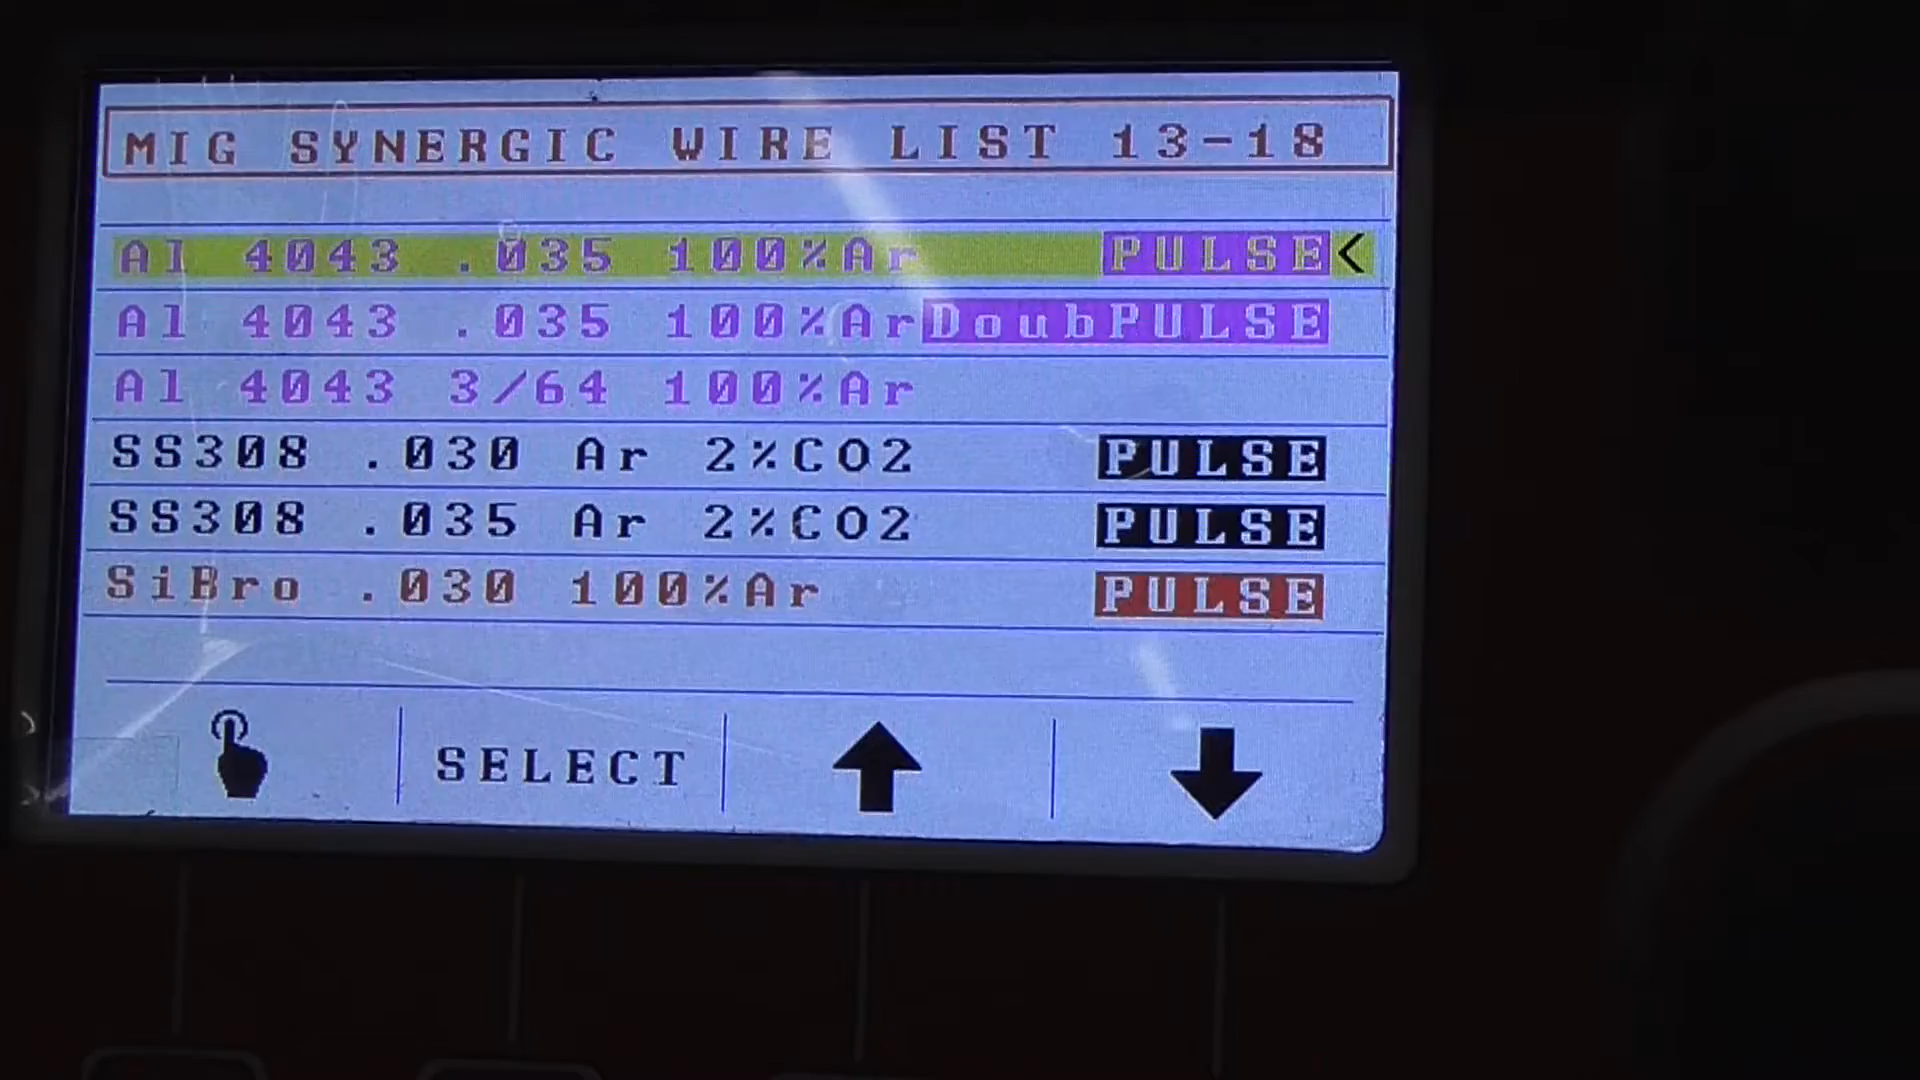 MIG SYNERGIC WIRE LIST 13-18
Al 4043 .035 100%Ar PULSE <
Al 4043 .035 100%Ar DoubPULSE
Al 4043 3/64 100%Ar
SS308 .030 Ar 2%CO2 PULSE
SS308 .035 Ar 2%CO2 PULSE
SiBro .030 100%Ar PULSE
SELECT